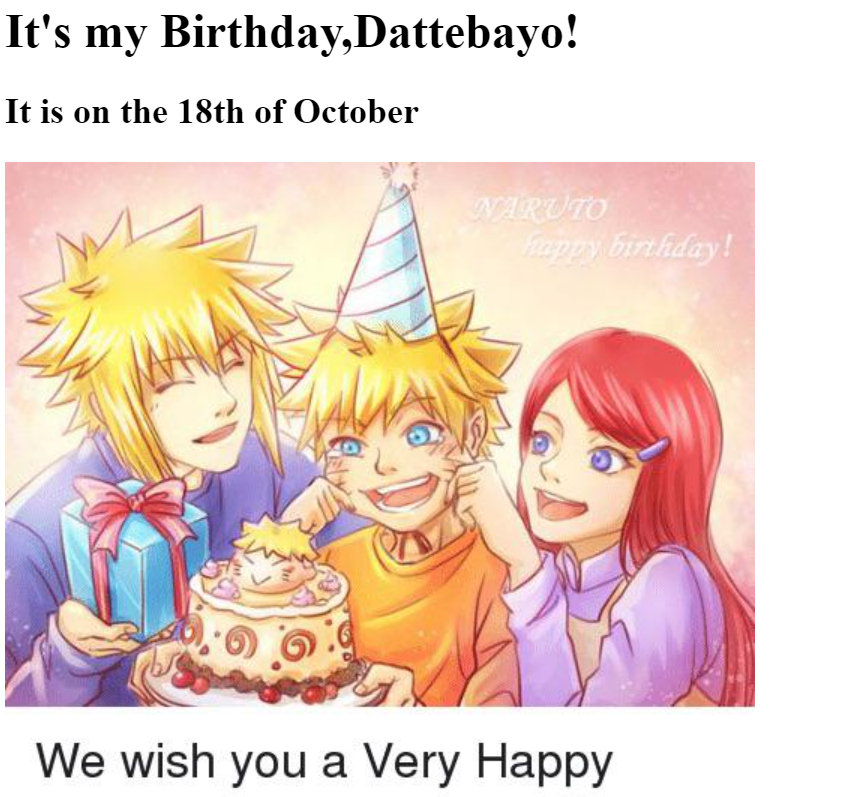 It's my Birthday,Dattebayo!
It is on the 18th of October
NARUTO
happy birthday!
We wish you a Very Happy